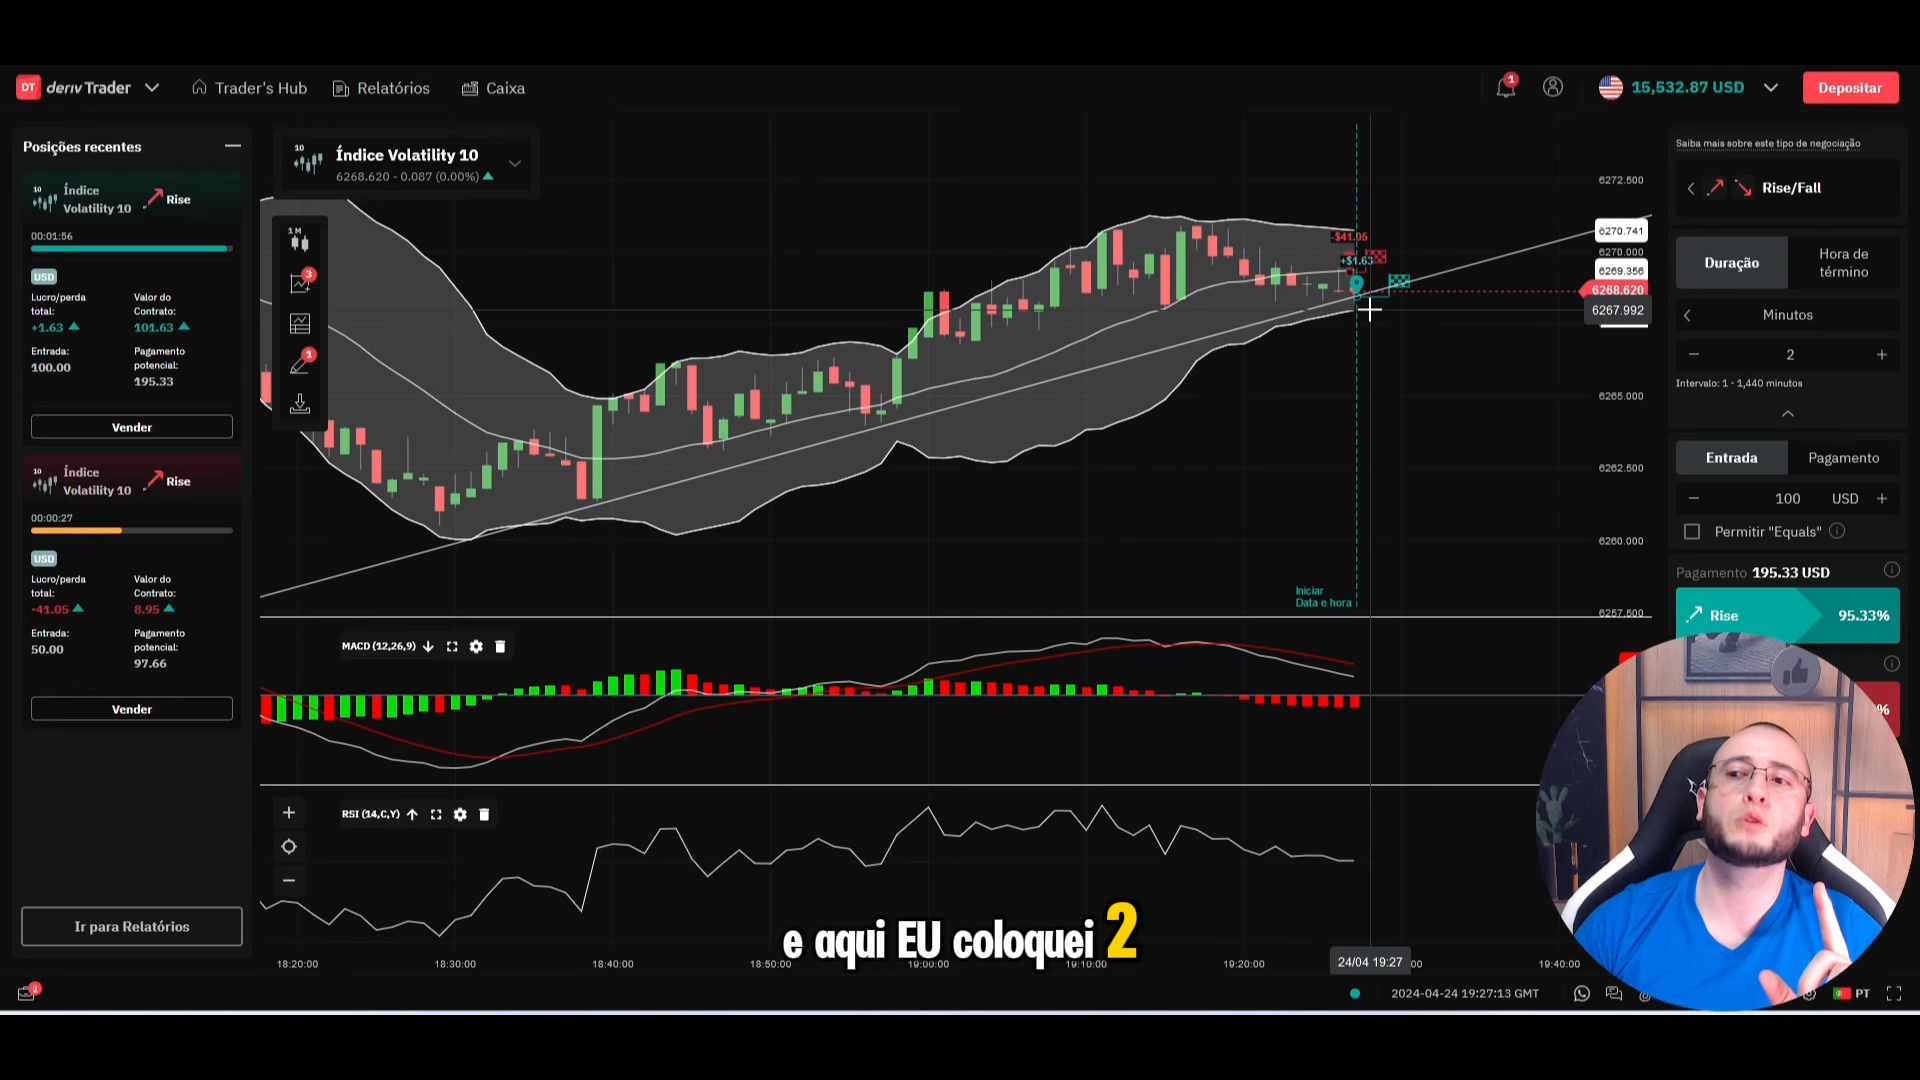 DT deriv Trader
Trader's Hub
Relatórios
Caixa
1
15,532.87 USD
Depositar
Posições recentes
10
Índice
Volatility 10
Rise
00:01:56
USD
Lucro/perda
total:
+1.63
Valor do
Contrato:
101.63
Entrada:
100.00
Pagamento
potencial:
195.33
Vender
10
Índice
Volatility 10
Rise
00:00:27
USD
Lucro/perda
total:
-41.05
Valor do
Contrato:
8.95
Entrada:
50.00
Pagamento
potencial:
97.66
Vender
Ir para Relatórios
2
10
Índice Volatility 10
6268.620 - 0.087 (0.00%)
1M
3
1
-$41.05
+$1.63
Iniciar
Data e hora
6272.500
6270.741
6270.000
6269.356
6268.620
6267.992
6265.000
6262.500
6260.000
6257.500
MACD (12,26,9)
RSI (14,C,Y)
e aqui EU coloquei 2
18:20:00
18:30:00
18:40:00
18:50:00
19:00:00
19:10:00
19:20:00
24/04 19:27
:00
19:40:00
2024-04-24 19:27:13 GMT
PT
Saiba mais sobre este tipo de negociação
Rise/Fall
Duração
Hora de
término
Minutos
2
Intervalo: 1 - 1,440 minutos
Entrada
Pagamento
100
USD
Permitir "Equals"
Pagamento 195.33 USD
Rise
95.33%
%